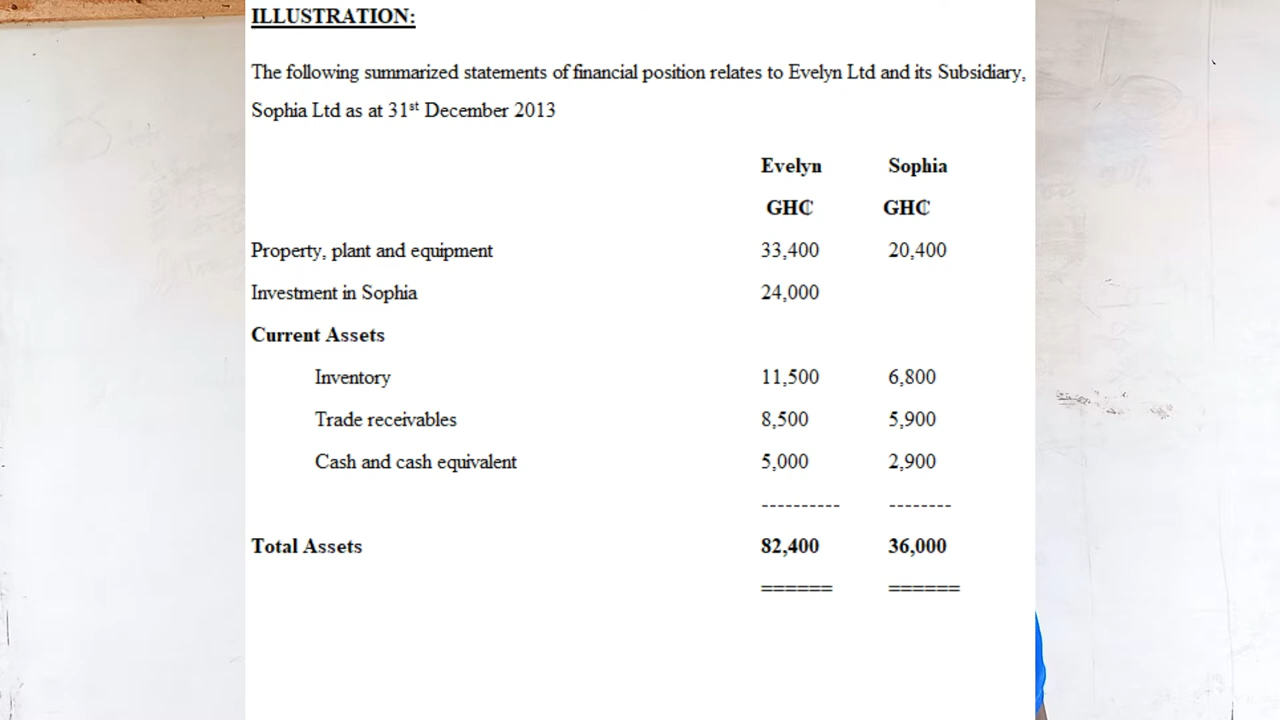 ILLUSTRATION:
The following summarized statements of financial position relates to Evelyn Ltd and its Subsidiary,
Sophia Ltd as at 31st December 2013
Evelyn Sophia
GH₵ GH₵
Property, plant and equipment 33,400 20,400
Investment in Sophia 24,000
Current Assets
Inventory 11,500 6,800
Trade receivables 8,500 5,900
Cash and cash equivalent 5,000 2,900
---------- --------
Total Assets 82,400 36,000
====== ======